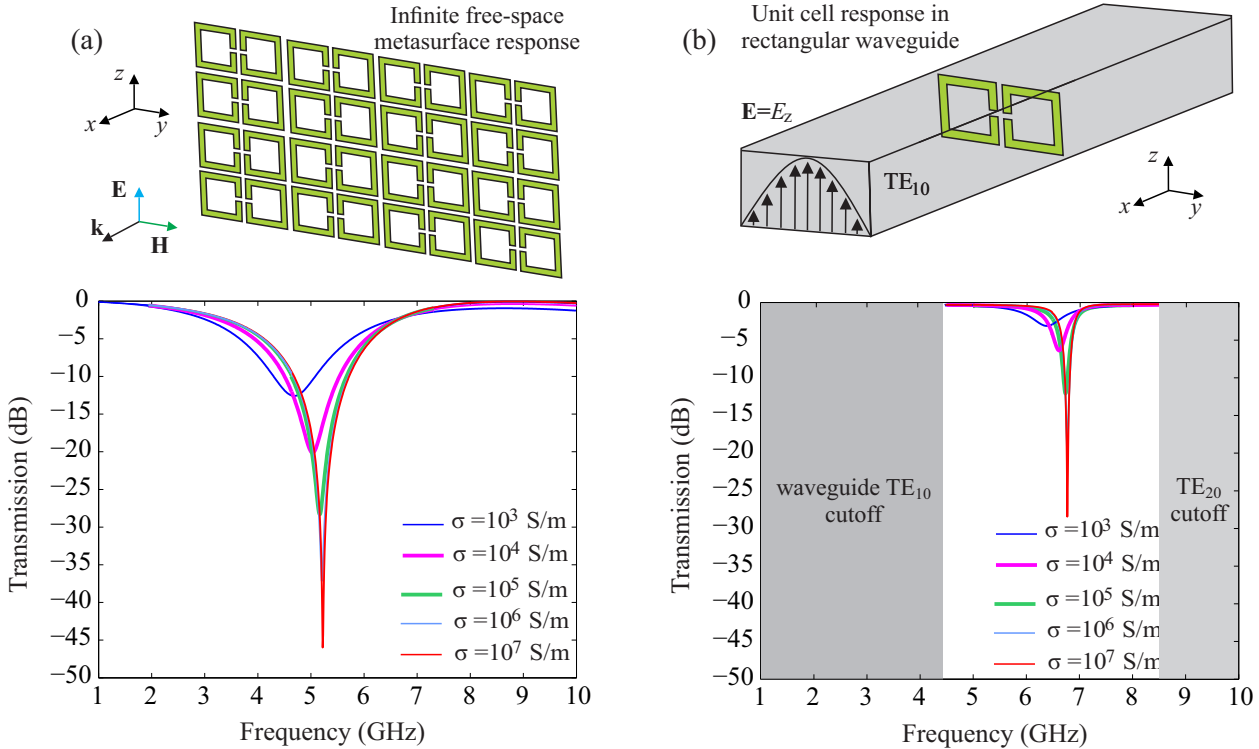 (a)
Infinite free-space
metasurface response
z
x
y
E
k
H
0
−5
−10
−15
−20
−25
−30
−35
−40
−45
−50
Transmission (dB)
σ =10³ S/m
σ =10⁴ S/m
σ =10⁵ S/m
σ =10⁶ S/m
σ =10⁷ S/m
1 2 3 4 5 6 7 8 9 10
Frequency (GHz)
(b)
Unit cell response in
rectangular waveguide
E=E_z
TE₁₀
z
x
y
0
−5
−10
−15
−20
−25
−30
−35
−40
−45
−50
Transmission (dB)
waveguide TE₁₀
cutoff
TE₂₀
cutoff
σ =10³ S/m
σ =10⁴ S/m
σ =10⁵ S/m
σ =10⁶ S/m
σ =10⁷ S/m
1 2 3 4 5 6 7 8 9 10
Frequency (GHz)